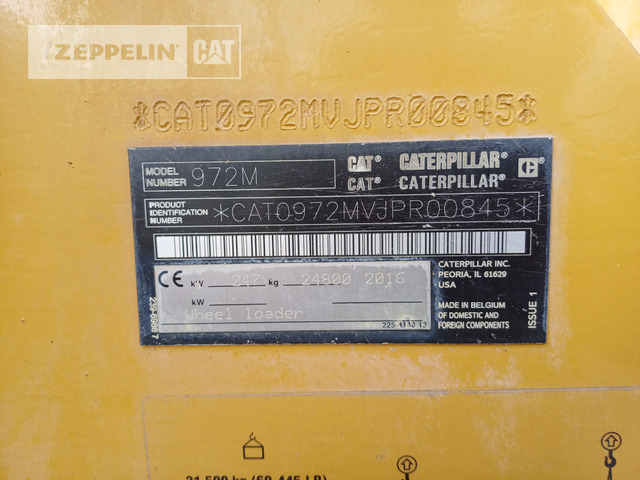 ZEPPELIN CAT
*CAT0972MVJPR00845*
MODEL NUMBER 972M
CAT® CATERPILLAR®
CAT® CATERPILLAR® C®
PRODUCT IDENTIFICATION NUMBER *CAT0972MVJPR00845*
CE kW 247 kg 24800 2016
kW
Wheel loader
CATERPILLAR INC.
PEORIA, IL 61629
USA
MADE IN BELGIUM
OF DOMESTIC AND
FOREIGN COMPONENTS
ISSUE 1